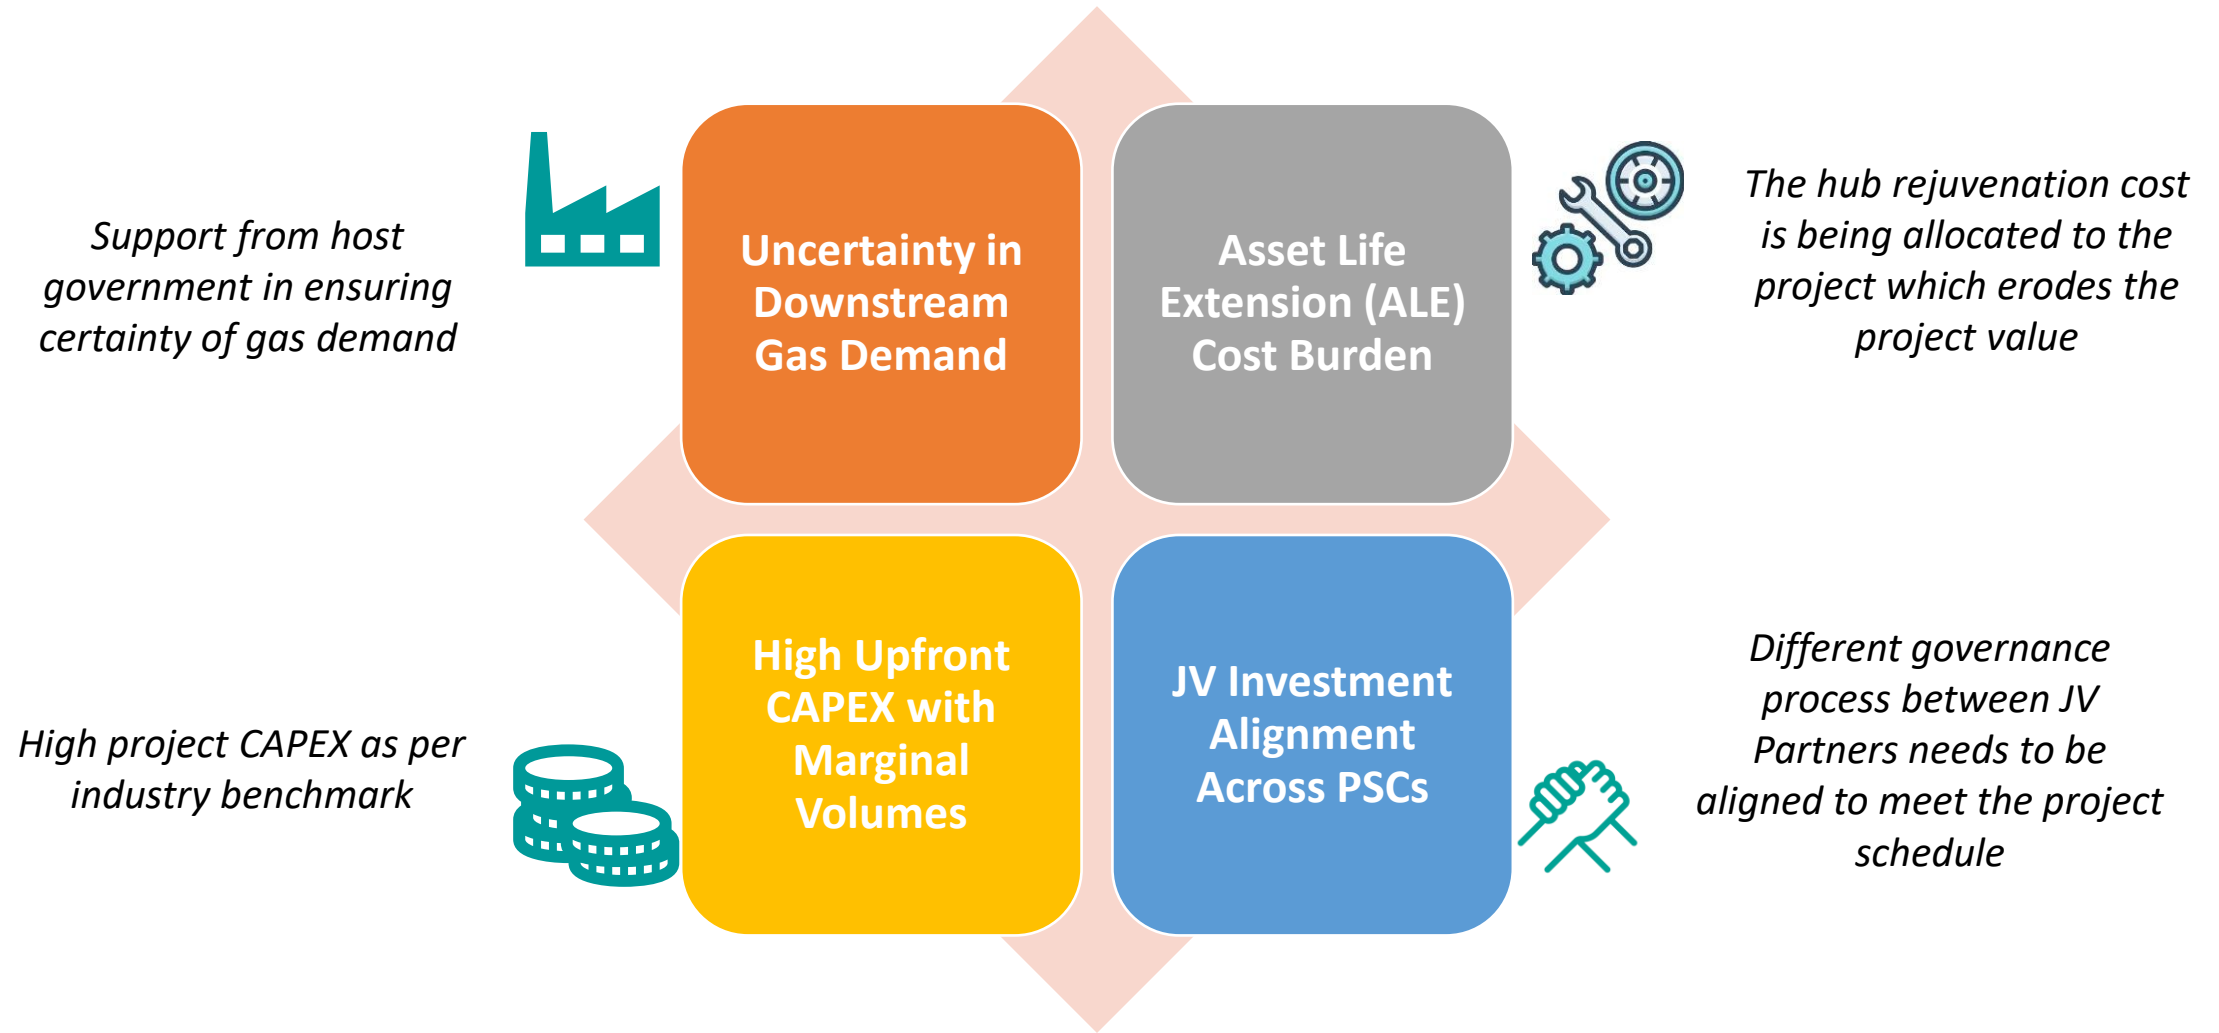 Support from host
government in ensuring
certainty of gas demand
Uncertainty in
Downstream
Gas Demand
Asset Life
Extension (ALE)
Cost Burden
The hub rejuvenation cost
is being allocated to the
project which erodes the
project value
High project CAPEX as per
industry benchmark
High Upfront
CAPEX with
Marginal
Volumes
JV Investment
Alignment
Across PSCs
Different governance
process between JV
Partners needs to be
aligned to meet the project
schedule